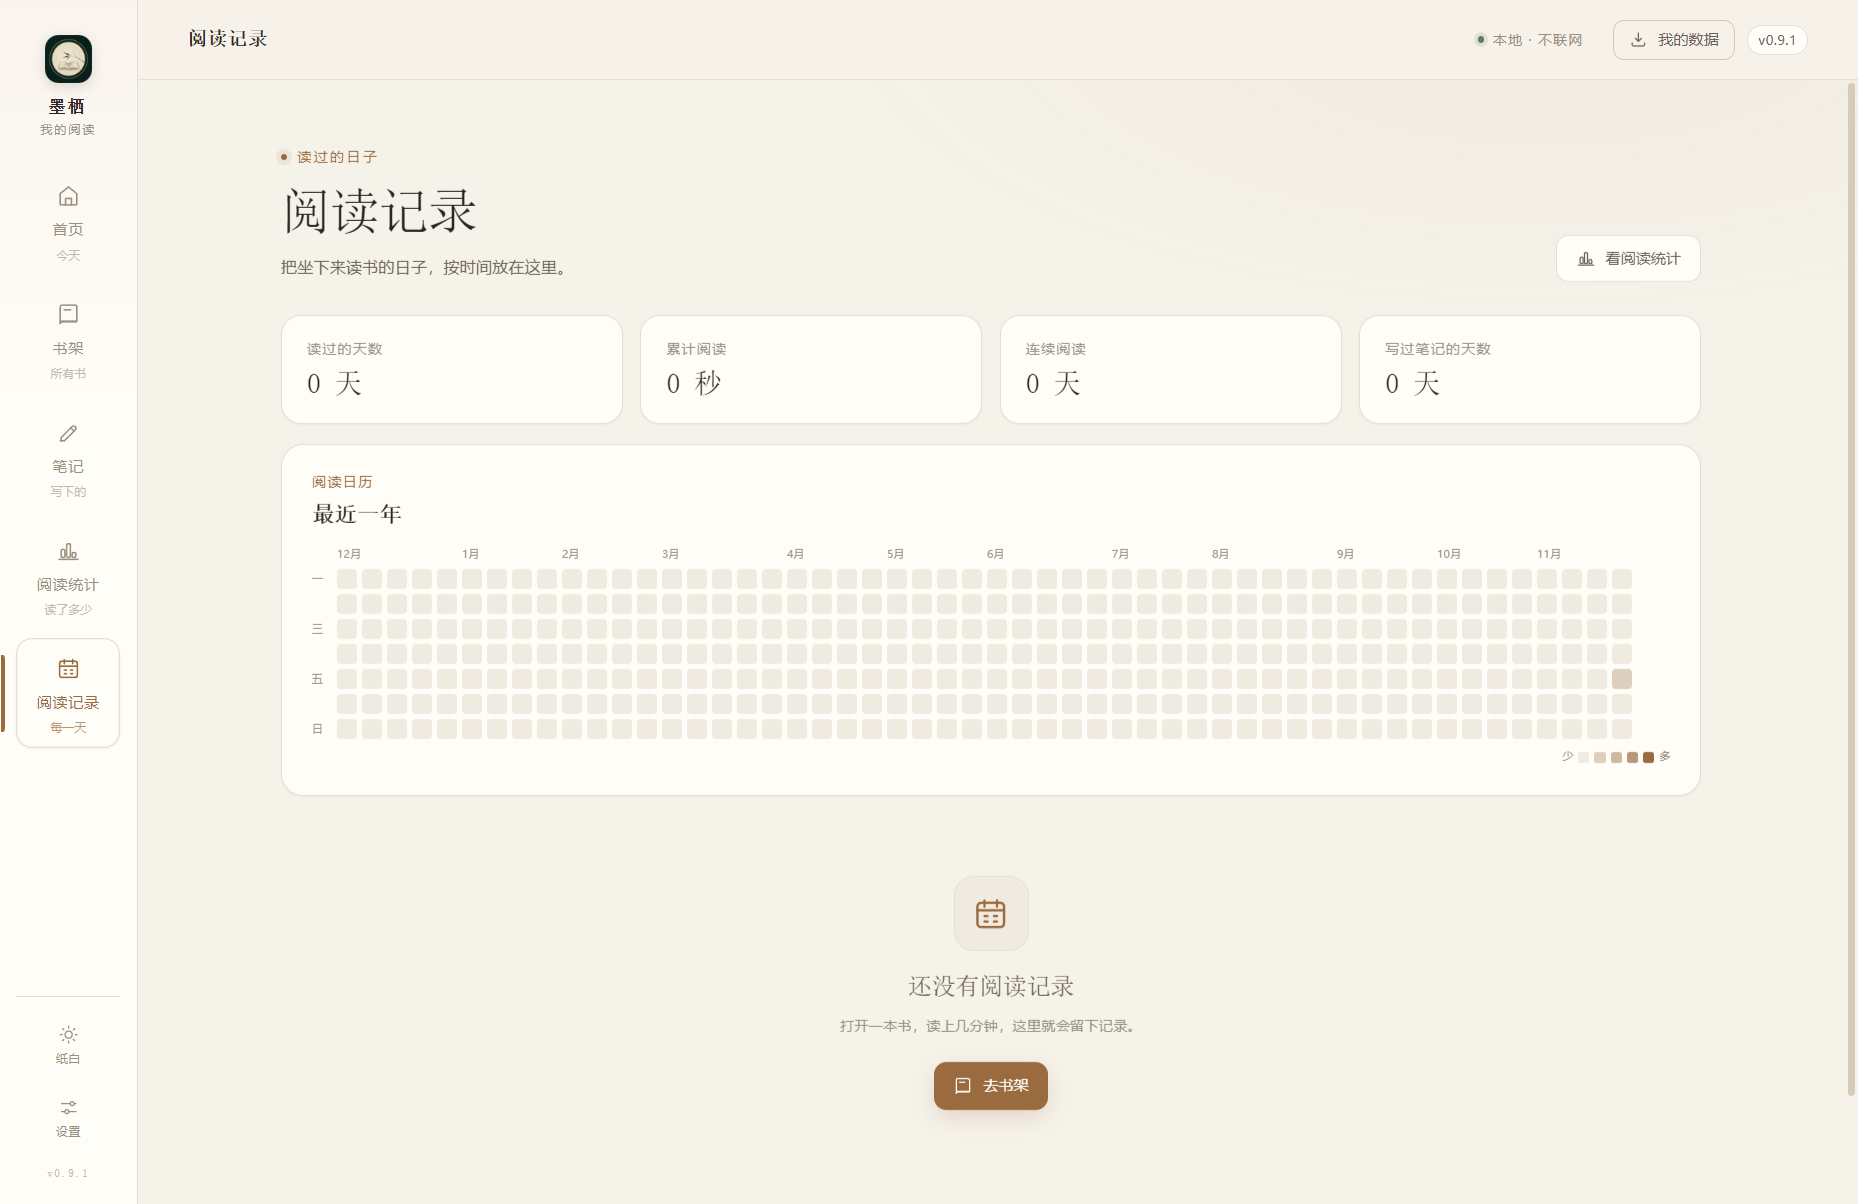 墨栖
我的阅读
首页
今天
书架
所有书
笔记
写下的
阅读统计
读了多少
阅读记录
每一天
纸白
设置
v0.9.1
阅读记录
本地 · 不联网
我的数据
v0.9.1
读过的日子
阅读记录
把坐下来读书的日子，按时间放在这里。
看阅读统计
读过的天数
0 天
累计阅读
0 秒
连续阅读
0 天
写过笔记的天数
0 天
阅读日历
最近一年
12月 1月 2月 3月 4月 5月 6月 7月 8月 9月 10月 11月
一
三
五
日
少 多
还没有阅读记录
打开一本书，读上几分钟，这里就会留下记录。
去书架